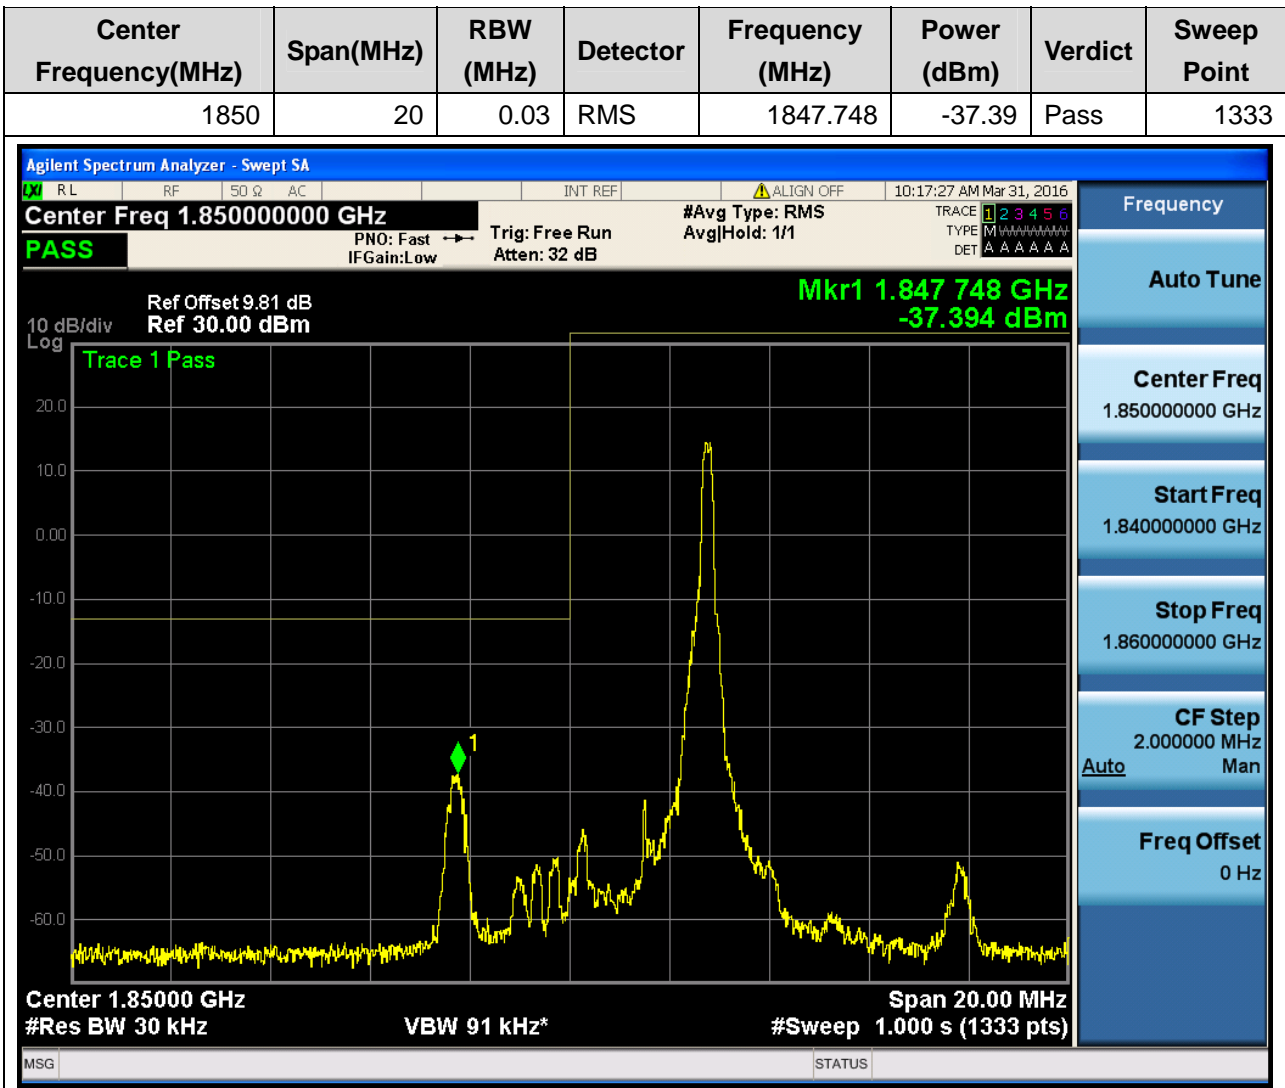 Center Frequency(MHz) Span(MHz) RBW (MHz) Detector Frequency (MHz) Power (dBm) Verdict Sweep Point
1850 20 0.03 RMS 1847.748 -37.39 Pass 1333
Agilent Spectrum Analyzer - Swept SA
LXI RL RF 50 Ω AC INT REF ALIGN OFF 10:17:27 AM Mar 31, 2016
Center Freq 1.850000000 GHz
PASS
PNO: Fast
IFGain:Low
Trig: Free Run
Atten: 32 dB
#Avg Type: RMS
Avg|Hold: 1/1
TRACE 1 2 3 4 5 6
TYPE M WWWWW
DET A A A A A A
Mkr1 1.847 748 GHz
-37.394 dBm
Ref Offset 9.81 dB
10 dB/div Ref 30.00 dBm
Log
Trace 1 Pass
20.0
10.0
0.00
-10.0
-20.0
-30.0
1
-40.0
-50.0
-60.0
Center 1.85000 GHz Span 20.00 MHz
#Res BW 30 kHz VBW 91 kHz* #Sweep 1.000 s (1333 pts)
MSG STATUS
Frequency
Auto Tune
Center Freq
1.850000000 GHz
Start Freq
1.840000000 GHz
Stop Freq
1.860000000 GHz
CF Step
2.000000 MHz
Auto Man
Freq Offset
0 Hz